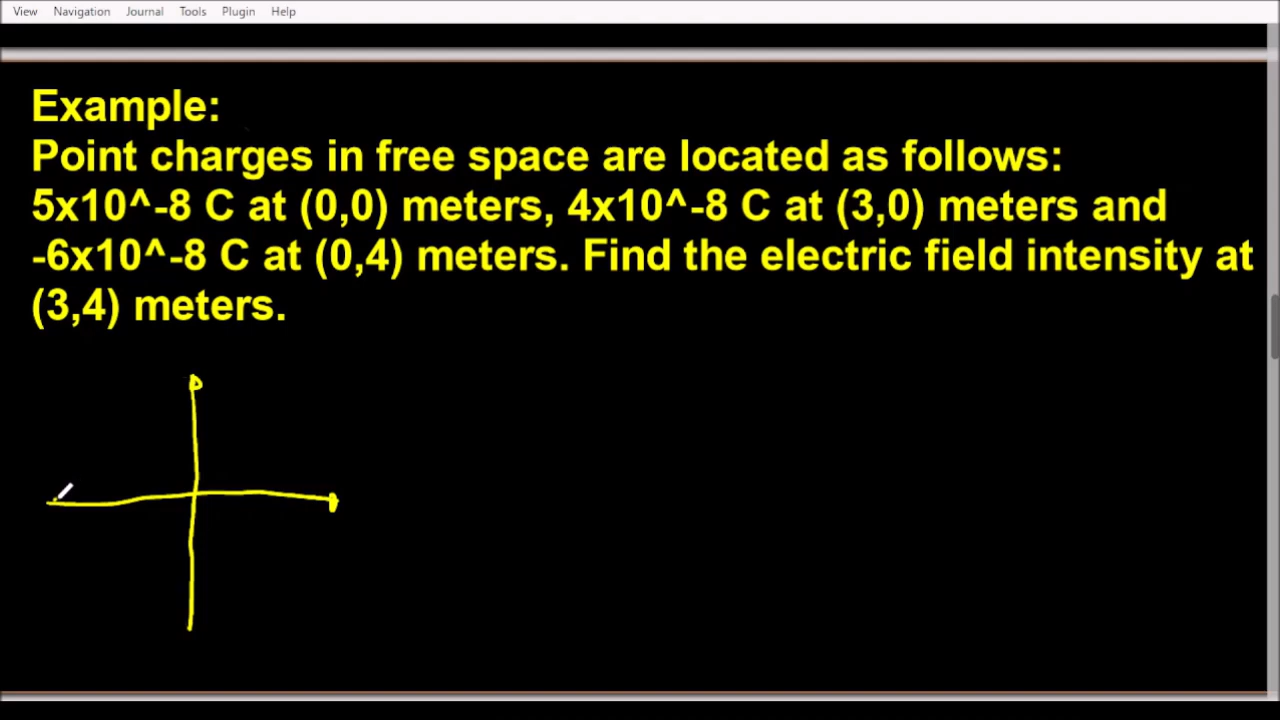 View Navigation Journal Tools Plugin Help
Example:
Point charges in free space are located as follows:
5x10^-8 C at (0,0) meters, 4x10^-8 C at (3,0) meters and
-6x10^-8 C at (0,4) meters. Find the electric field intensity at
(3,4) meters.